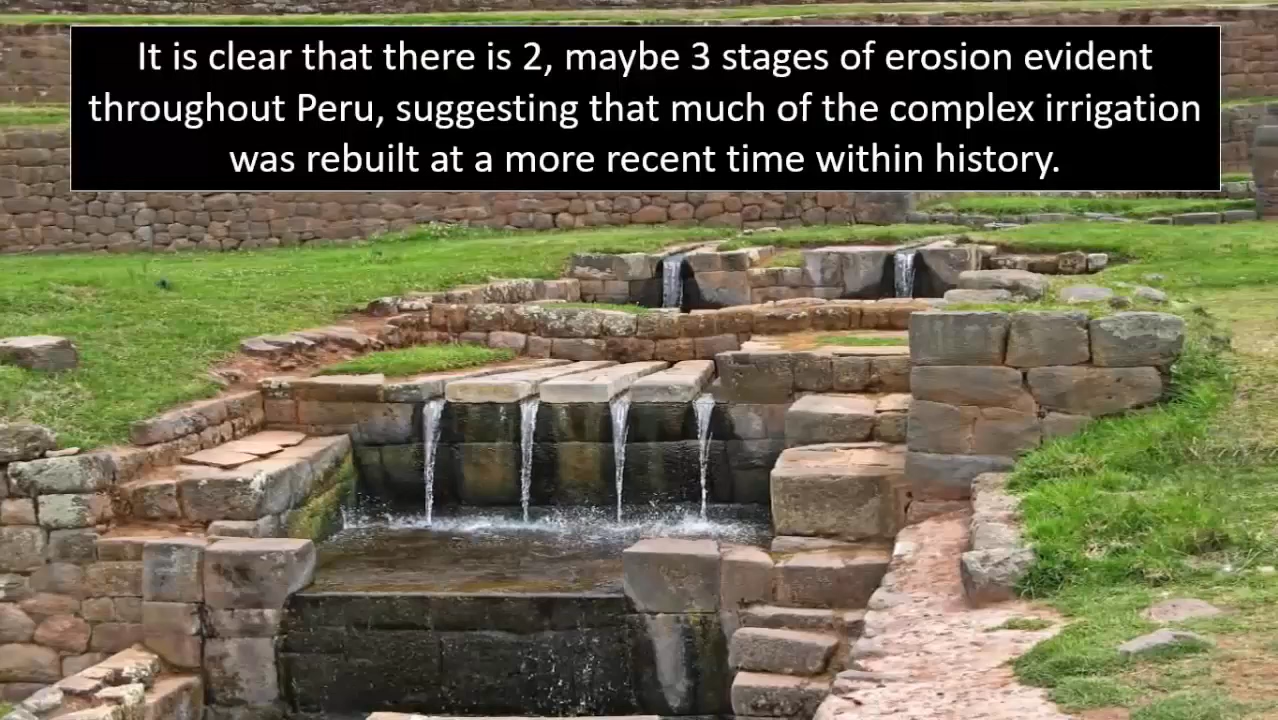 It is clear that there is 2, maybe 3 stages of erosion evident
throughout Peru, suggesting that much of the complex irrigation
was rebuilt at a more recent time within history.